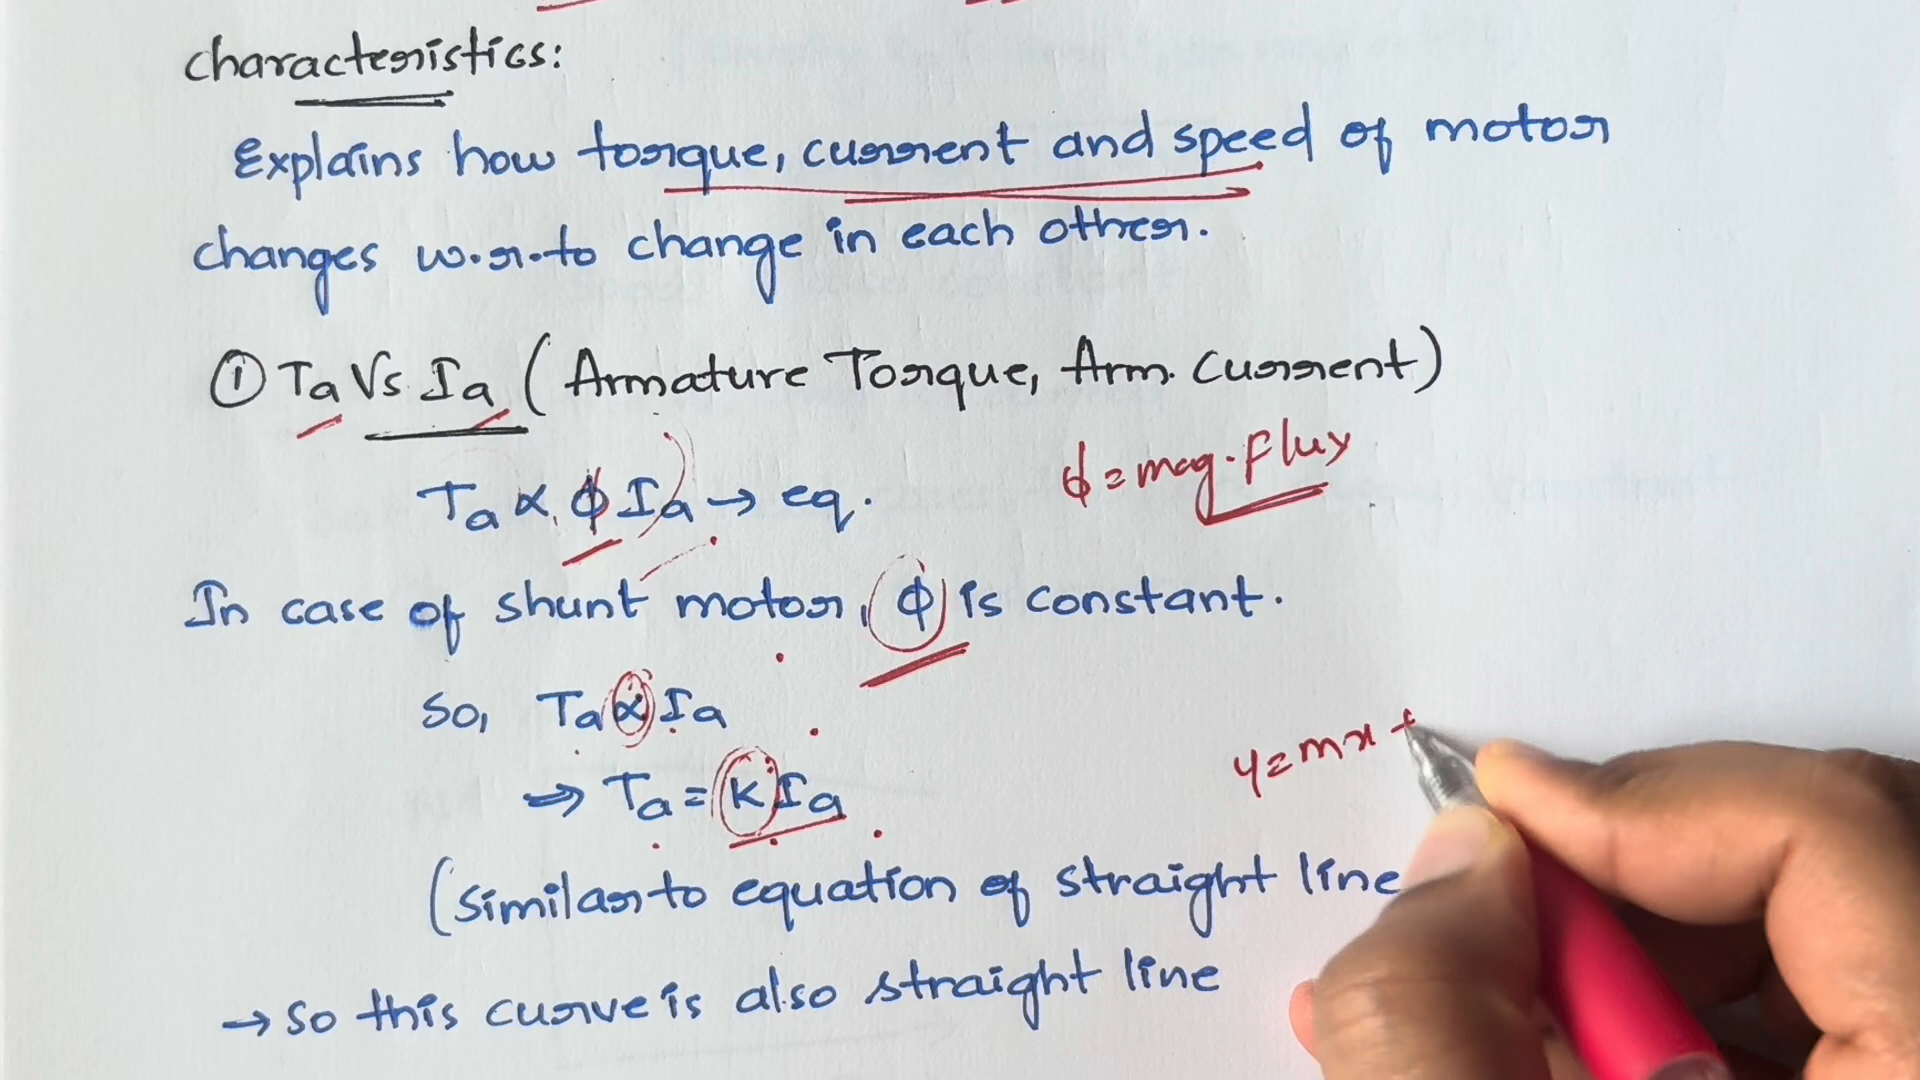 characteristics:
Explains how torque, current and speed of motor
changes w.r.to change in each other.
① Ta Vs Ia ( Armature Torque, Arm. Current)
ϕ = mag. Flux
Ta ∝ ϕ Ia → eq.
In case of shunt motor, ϕ is constant.
So, Ta ∝ Ia
⇒ Ta = K Ia
y = mx +
(similar to equation of straight line
→ So this curve is also straight line